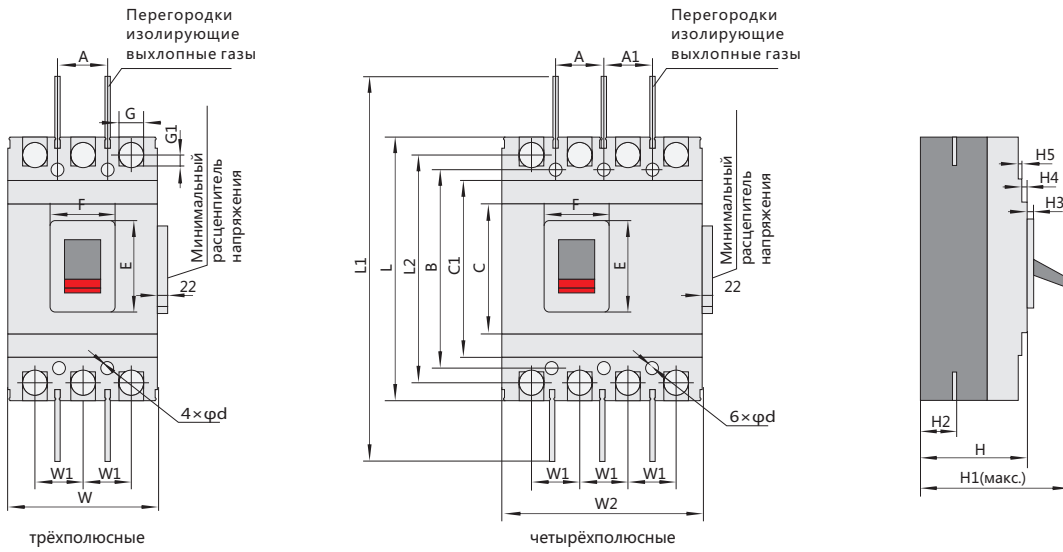 Перегородки
изолирующие
выхлопные газы
A
G
G1
Минимальный
расценпитель
напряжения
F
E
22
4×φd
W1
W1
W
трёхполюсные
Перегородки
изолирующие
выхлопные газы
A
A1
L1
L
L2
B
C1
C
F
E
Минимальный
расцепитель
напряжения
22
6×φd
W1
W1
W1
W2
четырёхполюсные
H5
H4
H3
H2
H
H1(макс.)